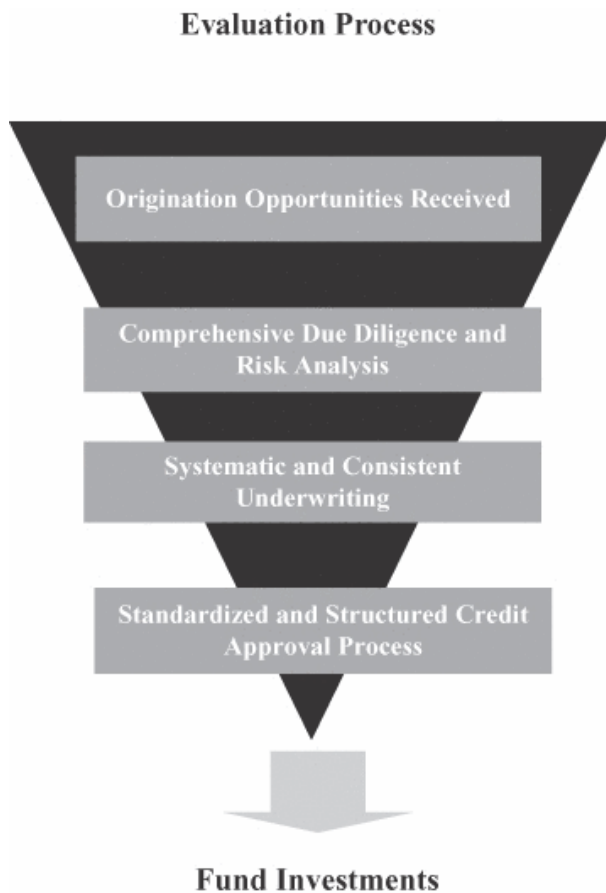 Evaluation Process
Origination Opportunities Received
Comprehensive Due Diligence and
Risk Analysis
Systematic and Consistent
Underwriting
Standardized and Structured Credit
Approval Process
Fund Investments